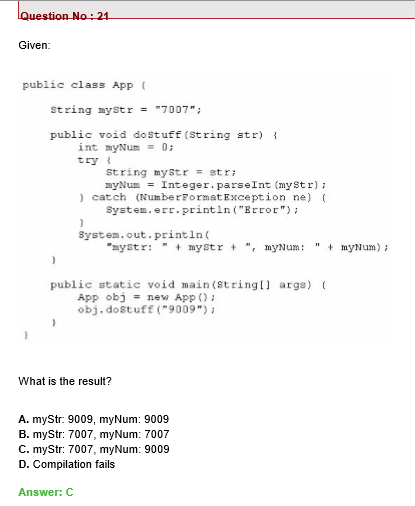 Question No : 21
Given:
public class App {
String myStr = "7007";
public void doStuff(String str) {
int myNum = 0;
try {
String myStr = str;
myNum = Integer.parseInt(myStr);
} catch (NumberFormatException ne) {
System.err.println("Error");
}
System.out.println(
"myStr: " + myStr + ", myNum: " + myNum);
}
public static void main(String[] args) {
App obj = new App();
obj.doStuff("9009");
}
}
What is the result?
A. myStr: 9009, myNum: 9009
B. myStr: 7007, myNum: 7007
C. myStr: 7007, myNum: 9009
D. Compilation fails
Answer: C